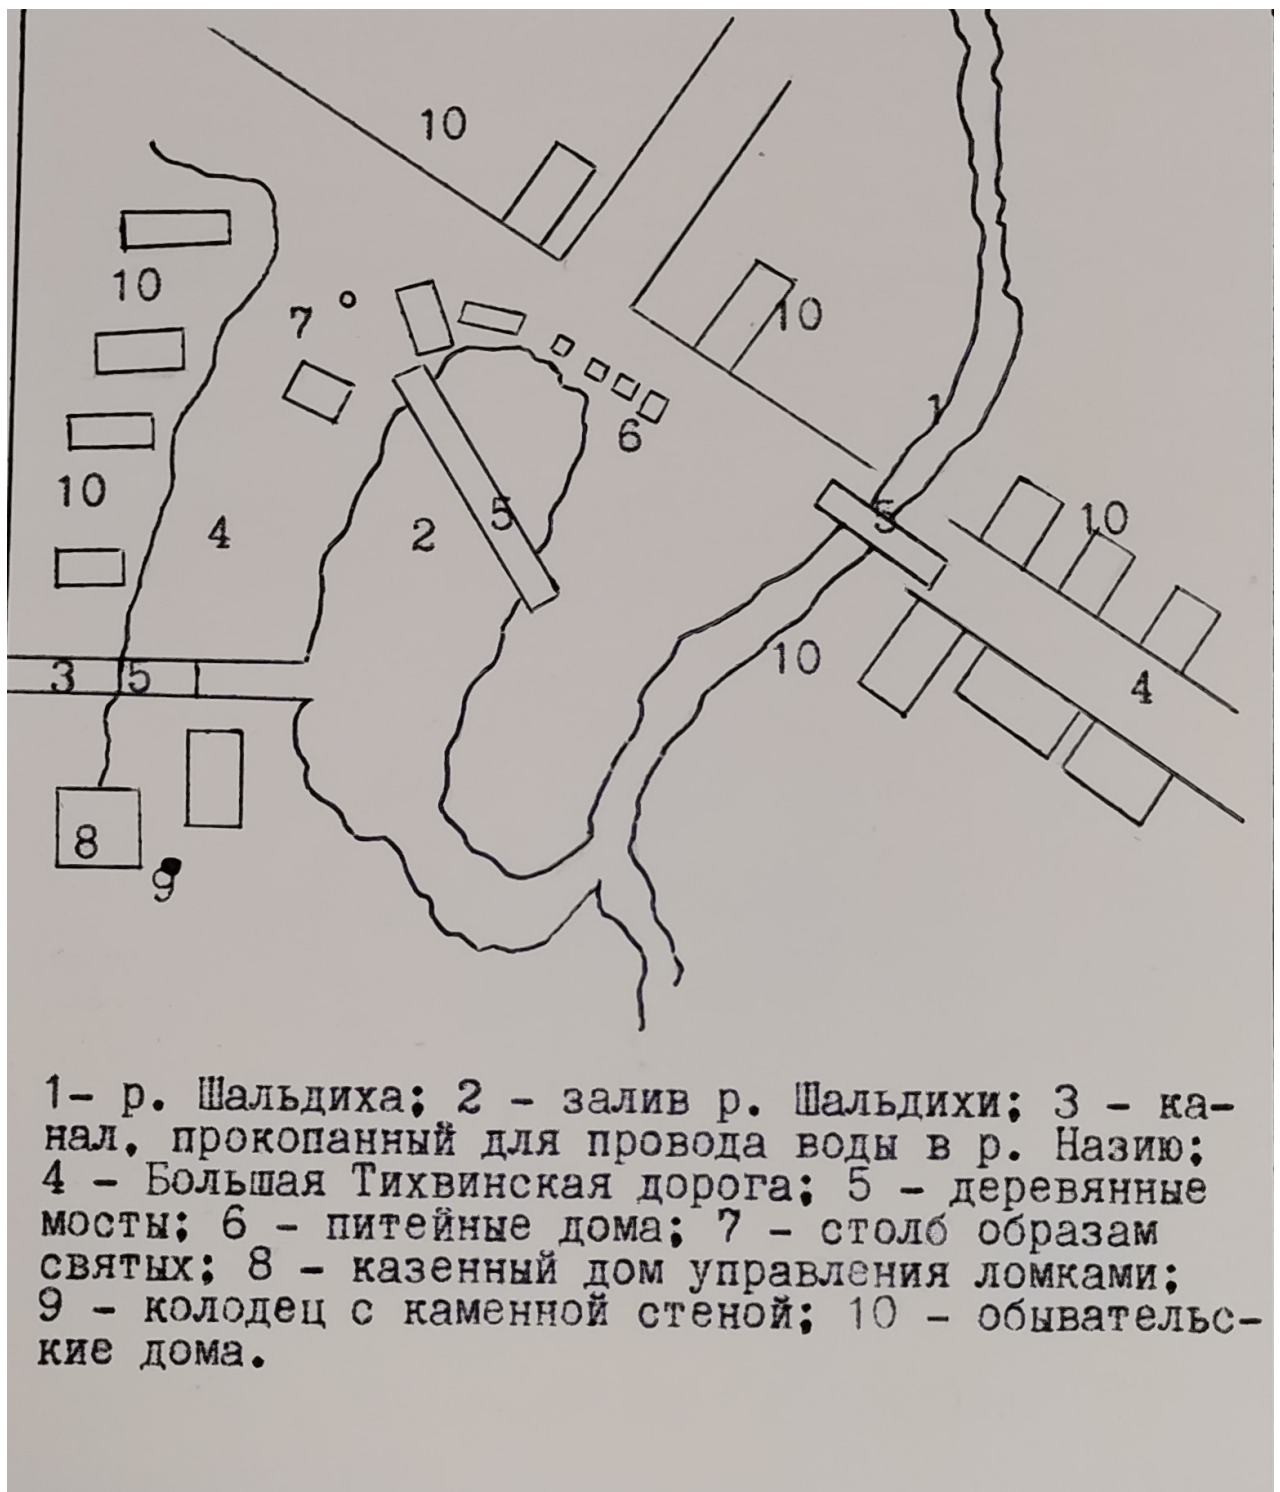 10
10
7
10
1
6
10
5
5
10
10
4
2
10
3
5
4
8
9
1- р. Шальдиха; 2 - залив р. Шальдихи; 3 - ка-
нал, прокопанный для провода воды в р. Назию;
4 - Большая Тихвинская дорога; 5 - деревянные
мосты; 6 - питейные дома; 7 - столб образам
святых; 8 - казенный дом управления ломками;
9 - колодец с каменной стеной; 10 - обывательс-
кие дома.